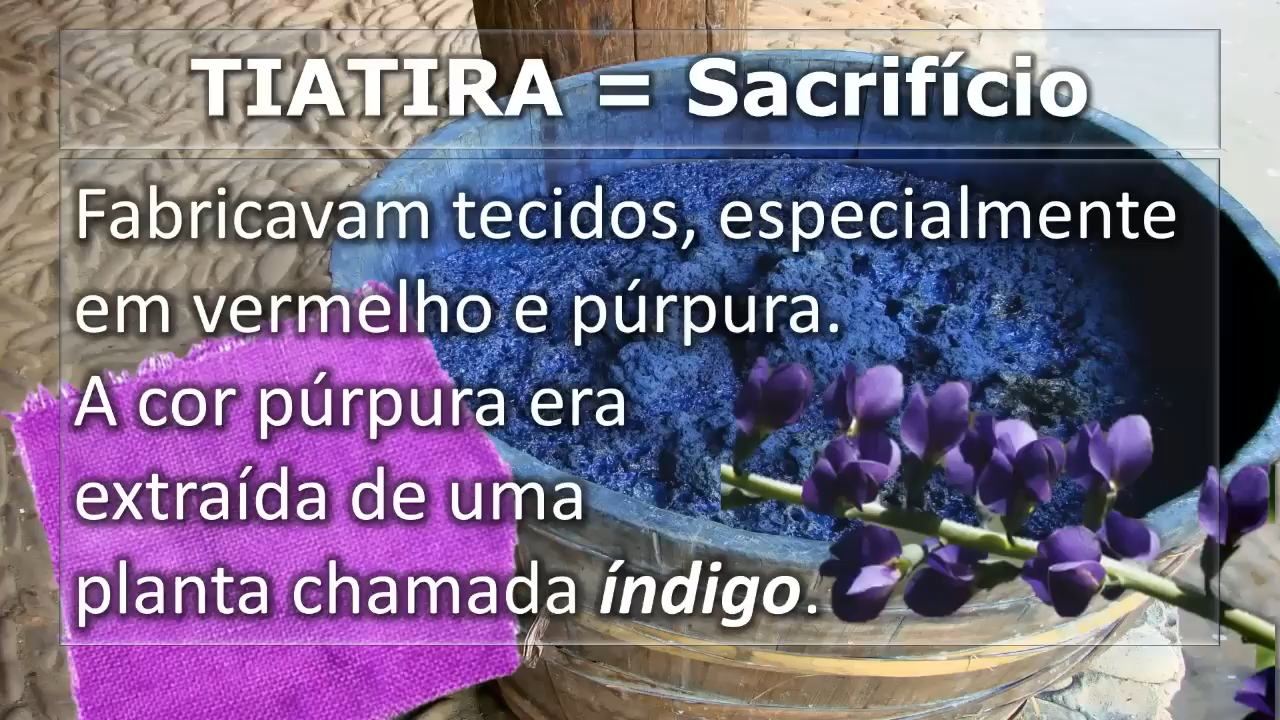 TIATIRA = Sacrifício
Fabricavam tecidos, especialmente
em vermelho e púrpura.
A cor púrpura era
extraída de uma
planta chamada índigo.